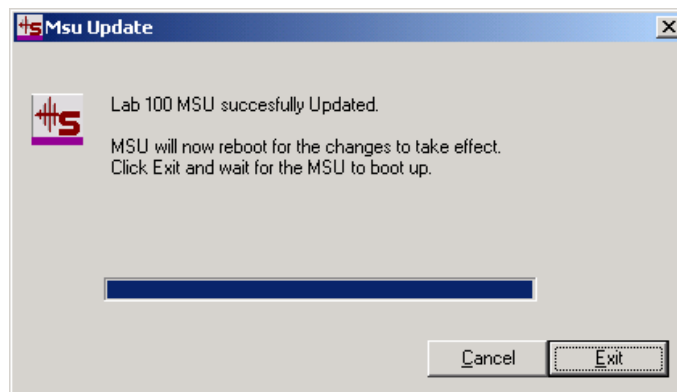 Msu Update
Lab 100 MSU succesfully Updated.
MSU will now reboot for the changes to take effect.
Click Exit and wait for the MSU to boot up.
Cancel
Exit